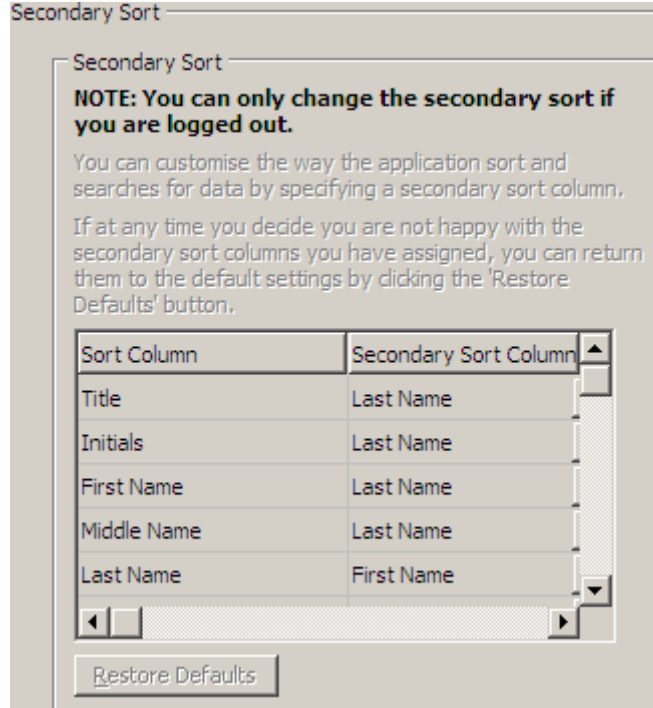 Secondary Sort
Secondary Sort
NOTE: You can only change the secondary sort if
you are logged out.
You can customise the way the application sort and
searches for data by specifying a secondary sort column.
If at any time you decide you are not happy with the
secondary sort columns you have assigned, you can return
them to the default settings by clicking the 'Restore
Defaults' button.
Sort Column Secondary Sort Column
Title Last Name
Initials Last Name
First Name Last Name
Middle Name Last Name
Last Name First Name
Restore Defaults